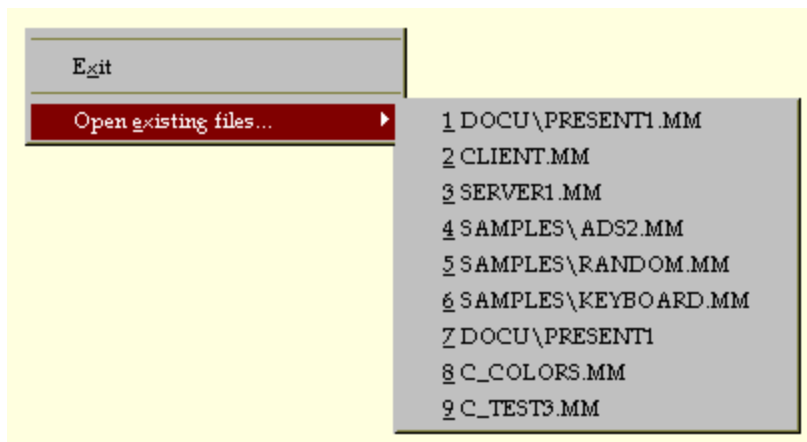 Exit
Open existing files...
1 DOCU\PRESENT1.MM
2 CLIENT.MM
3 SERVER1.MM
4 SAMPLES\ADS2.MM
5 SAMPLES\RANDOM.MM
6 SAMPLES\KEYBOARD.MM
7 DOCU\PRESENT1
8 C_COLORS.MM
9 C_TEST3.MM